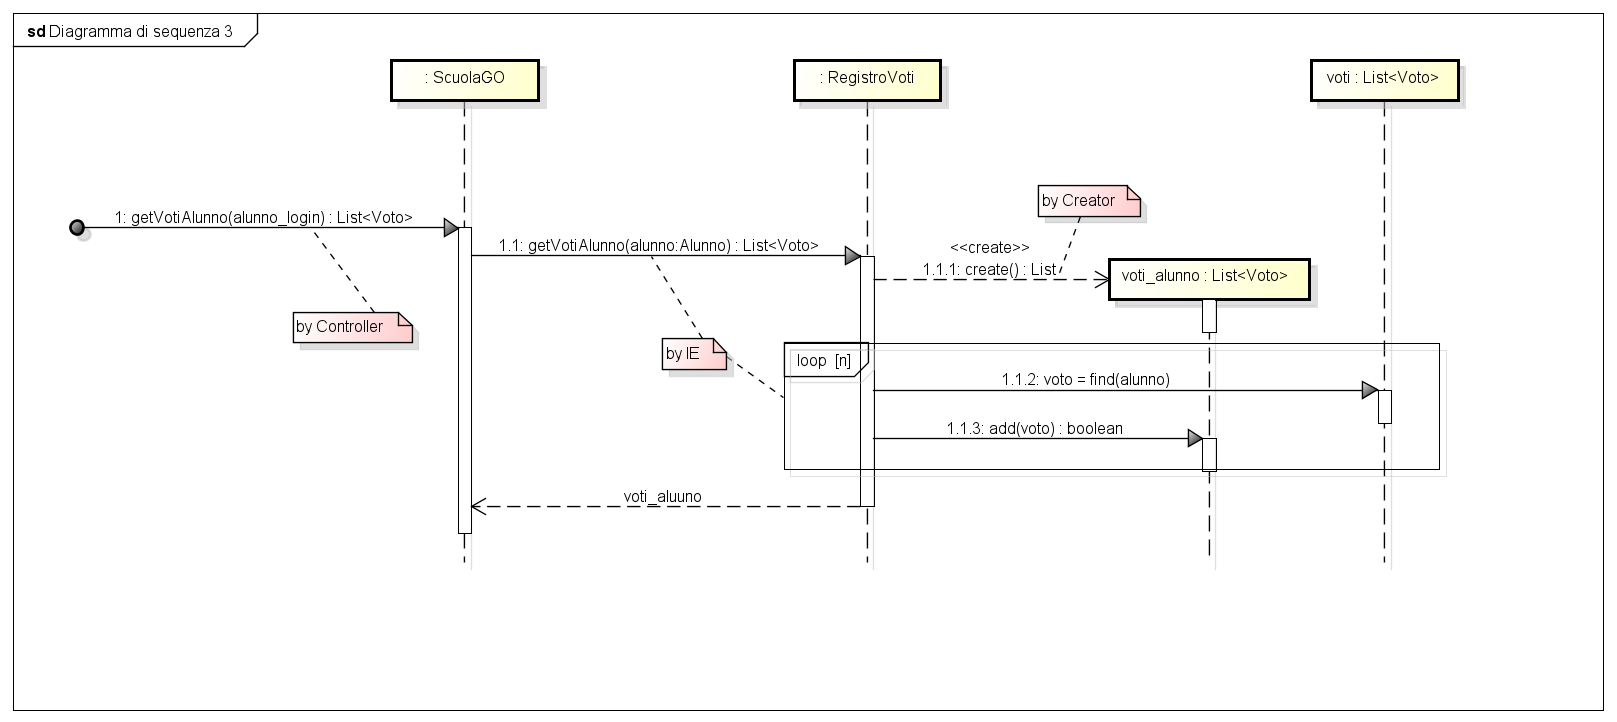 sd Diagramma di sequenza 3
: ScuolaGO
: RegistroVoti
voti : List<Voto>
by Creator
1: getVotiAlunno(alunno_login) : List<Voto>
1.1: getVotiAlunno(alunno:Alunno) : List<Voto>
<<create>>
1.1.1: create() : List
voti_alunno : List<Voto>
by Controller
by IE
loop [n]
1.1.2: voto = find(alunno)
1.1.3: add(voto) : boolean
voti_aluuno